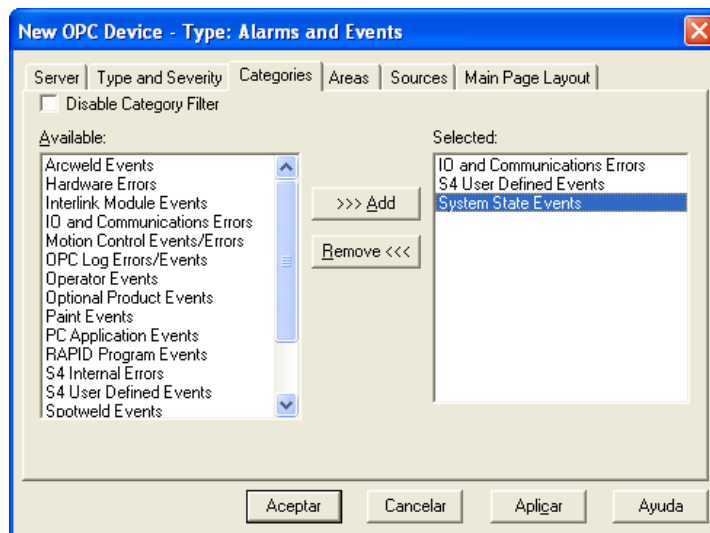 New OPC Device - Type: Alarms and Events
Server Type and Severity Categories Areas Sources Main Page Layout
Disable Category Filter
Available:
Arcweld Events
Hardware Errors
Interlink Module Events
IO and Communications Errors
Motion Control Events/Errors
OPC Log Errors/Events
Operator Events
Optional Product Events
Paint Events
PC Application Events
RAPID Program Events
S4 Internal Errors
S4 User Defined Events
Spotweld Events
>>> Add
Remove <<<
Selected:
IO and Communications Errors
S4 User Defined Events
System State Events
Aceptar Cancelar Aplicar Ayuda